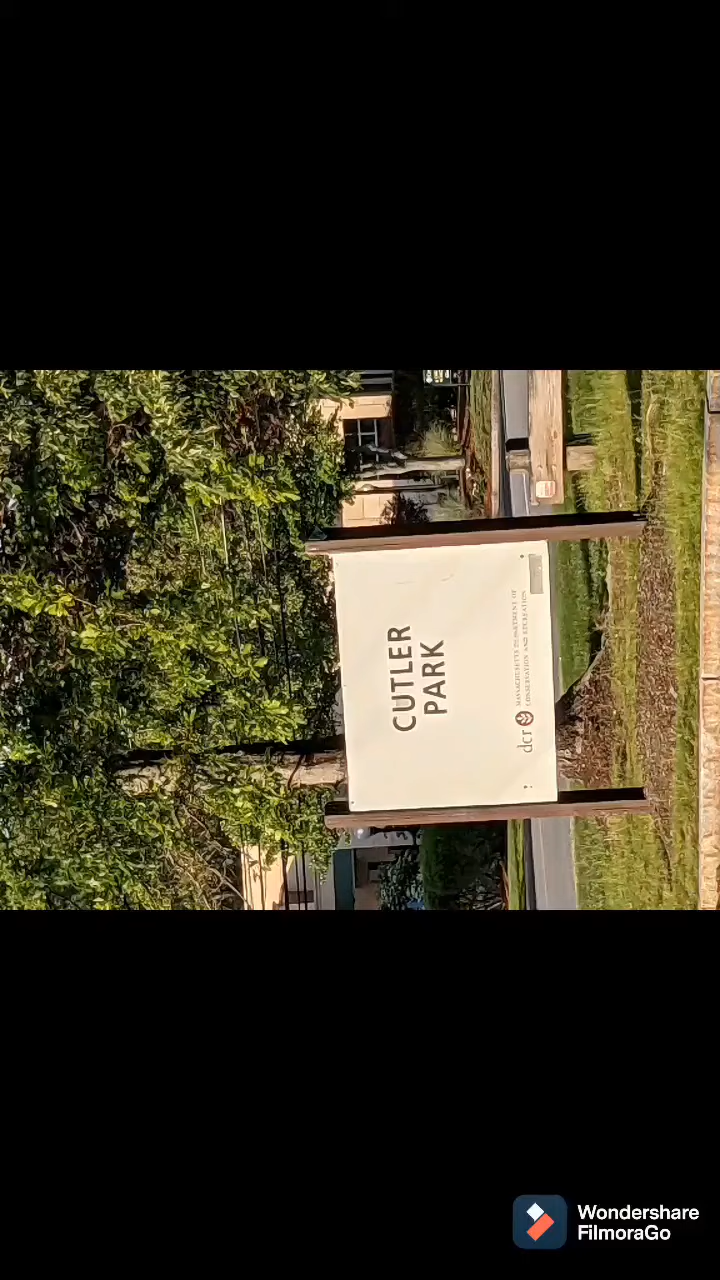 CUTLER
PARK
dcr
MASSACHUSETTS DEPARTMENT OF
CONSERVATION AND RECREATION
Wondershare
FilmoraGo